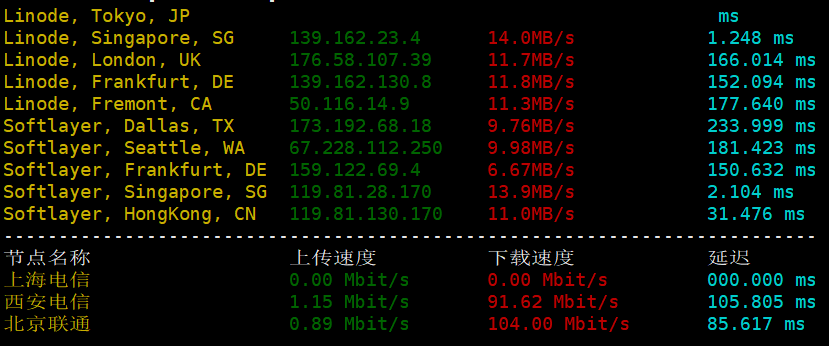 Linode, Tokyo, JP ms
Linode, Singapore, SG 139.162.23.4 14.0MB/s 1.248 ms
Linode, London, UK 176.58.107.39 11.7MB/s 166.014 ms
Linode, Frankfurt, DE 139.162.130.8 11.8MB/s 152.094 ms
Linode, Fremont, CA 50.116.14.9 11.3MB/s 177.640 ms
Softlayer, Dallas, TX 173.192.68.18 9.76MB/s 233.999 ms
Softlayer, Seattle, WA 67.228.112.250 9.98MB/s 181.423 ms
Softlayer, Frankfurt, DE 159.122.69.4 6.67MB/s 150.632 ms
Softlayer, Singapore, SG 119.81.28.170 13.9MB/s 2.104 ms
Softlayer, HongKong, CN 119.81.130.170 11.0MB/s 31.476 ms
---------------------------------------------------------------------------
节点名称 上传速度 下载速度 延迟
上海电信 0.00 Mbit/s 0.00 Mbit/s 000.000 ms
西安电信 1.15 Mbit/s 91.62 Mbit/s 105.805 ms
北京联通 0.89 Mbit/s 104.00 Mbit/s 85.617 ms